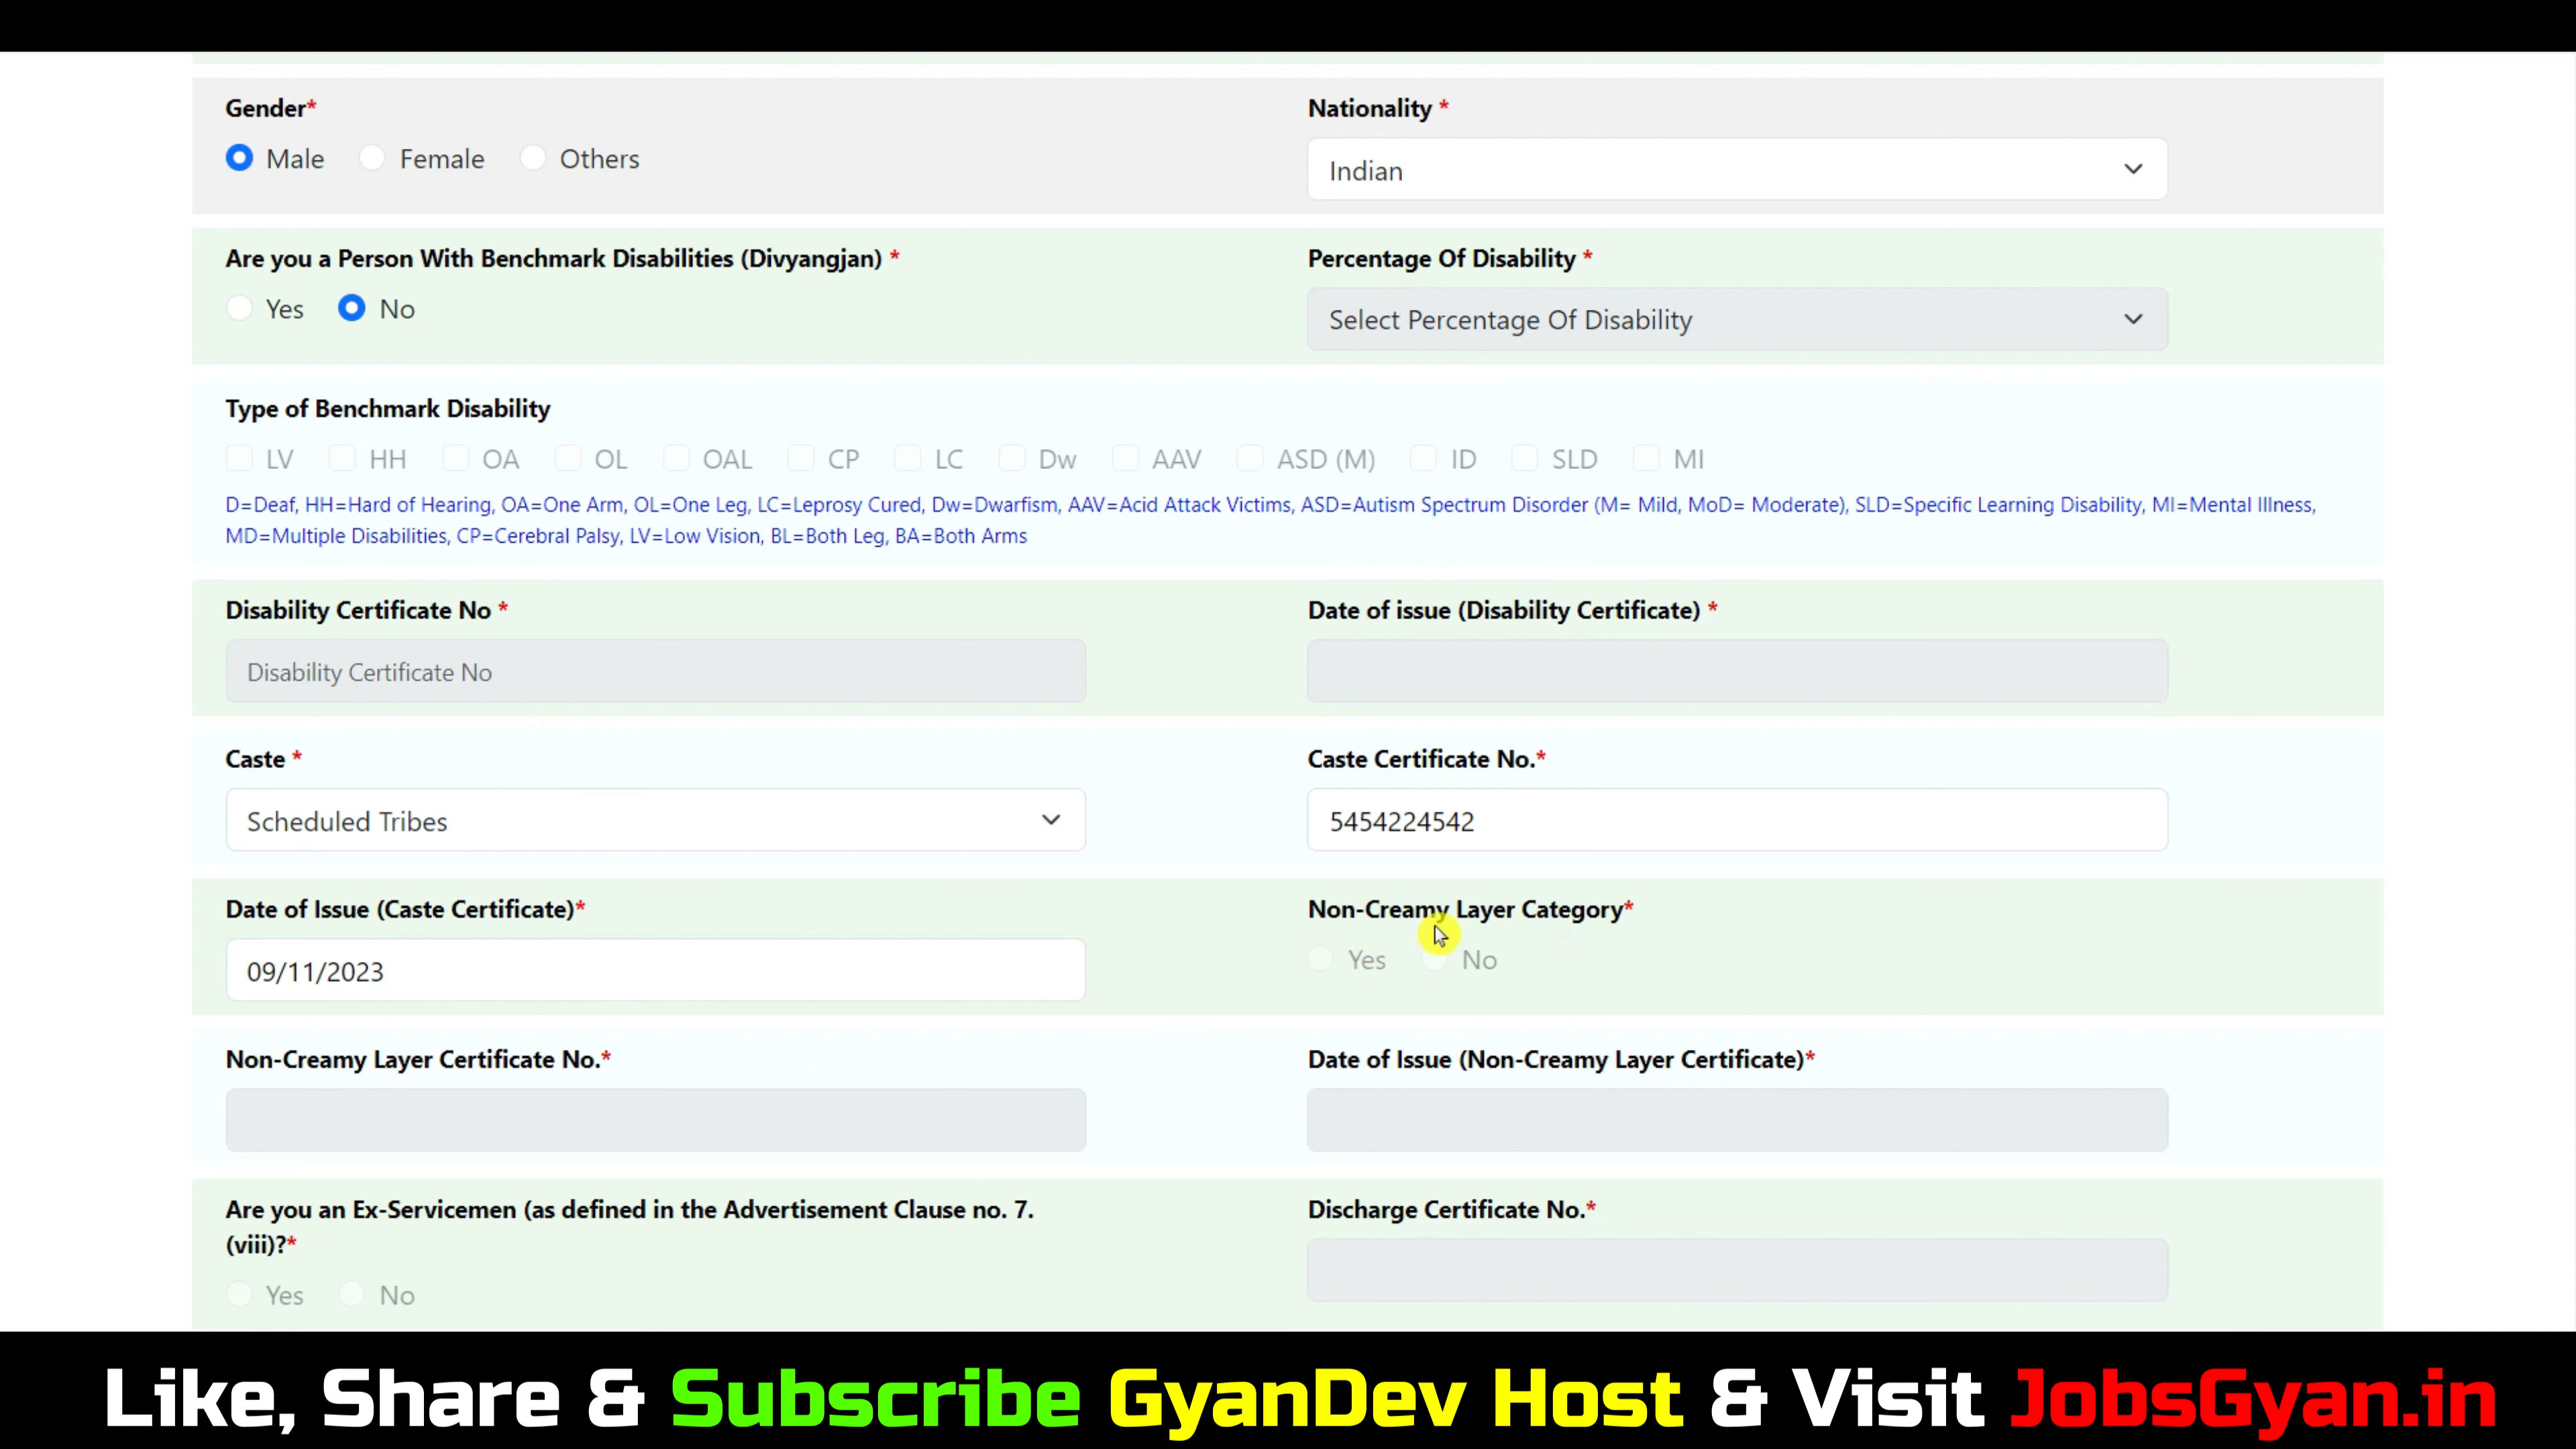 Gender* Nationality *
Male Female Others Indian
Are you a Person With Benchmark Disabilities (Divyangjan) * Percentage Of Disability *
Yes No Select Percentage Of Disability
Type of Benchmark Disability
LV HH OA OL OAL CP LC Dw AAV ASD (M) ID SLD MI
D=Deaf, HH=Hard of Hearing, OA=One Arm, OL=One Leg, LC=Leprosy Cured, Dw=Dwarfism, AAV=Acid Attack Victims, ASD=Autism Spectrum Disorder (M= Mild, MoD= Moderate), SLD=Specific Learning Disability, MI=Mental Illness,
MD=Multiple Disabilities, CP=Cerebral Palsy, LV=Low Vision, BL=Both Leg, BA=Both Arms
Disability Certificate No * Date of issue (Disability Certificate) *
Disability Certificate No
Caste * Caste Certificate No.*
Scheduled Tribes 5454224542
Date of Issue (Caste Certificate)* Non-Creamy Layer Category*
09/11/2023 Yes No
Non-Creamy Layer Certificate No.* Date of Issue (Non-Creamy Layer Certificate)*
Are you an Ex-Servicemen (as defined in the Advertisement Clause no. 7. Discharge Certificate No.*
(viii)?*
Yes No
Like, Share & Subscribe GyanDev Host & Visit JobsGyan.in